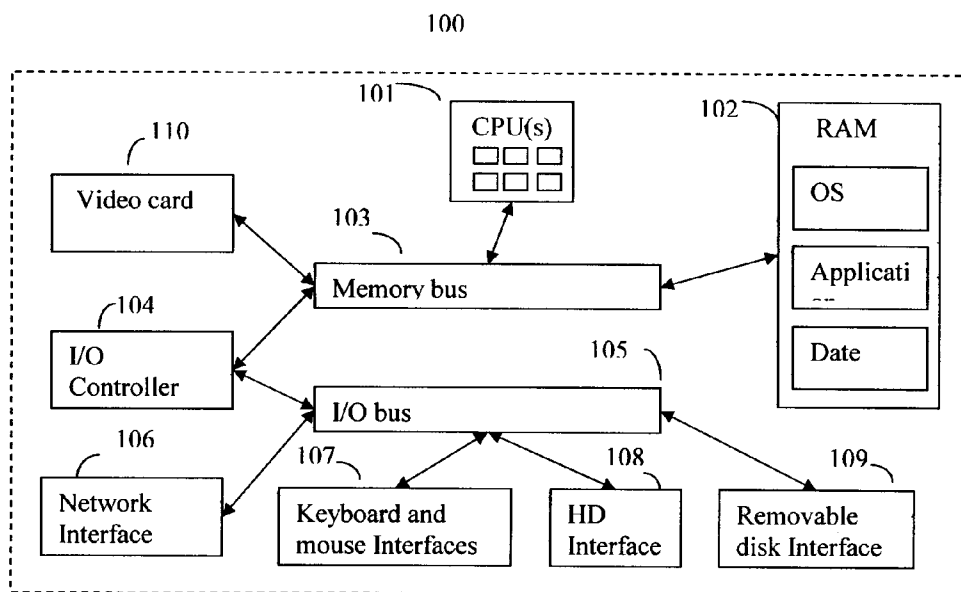 100
101
CPU(s)
102
RAM
OS
Applicati
Date
110
Video card
103
Memory bus
104
I/O
Controller
105
I/O bus
106
Network
Interface
107
Keyboard and
mouse Interfaces
108
HD
Interface
109
Removable
disk Interface